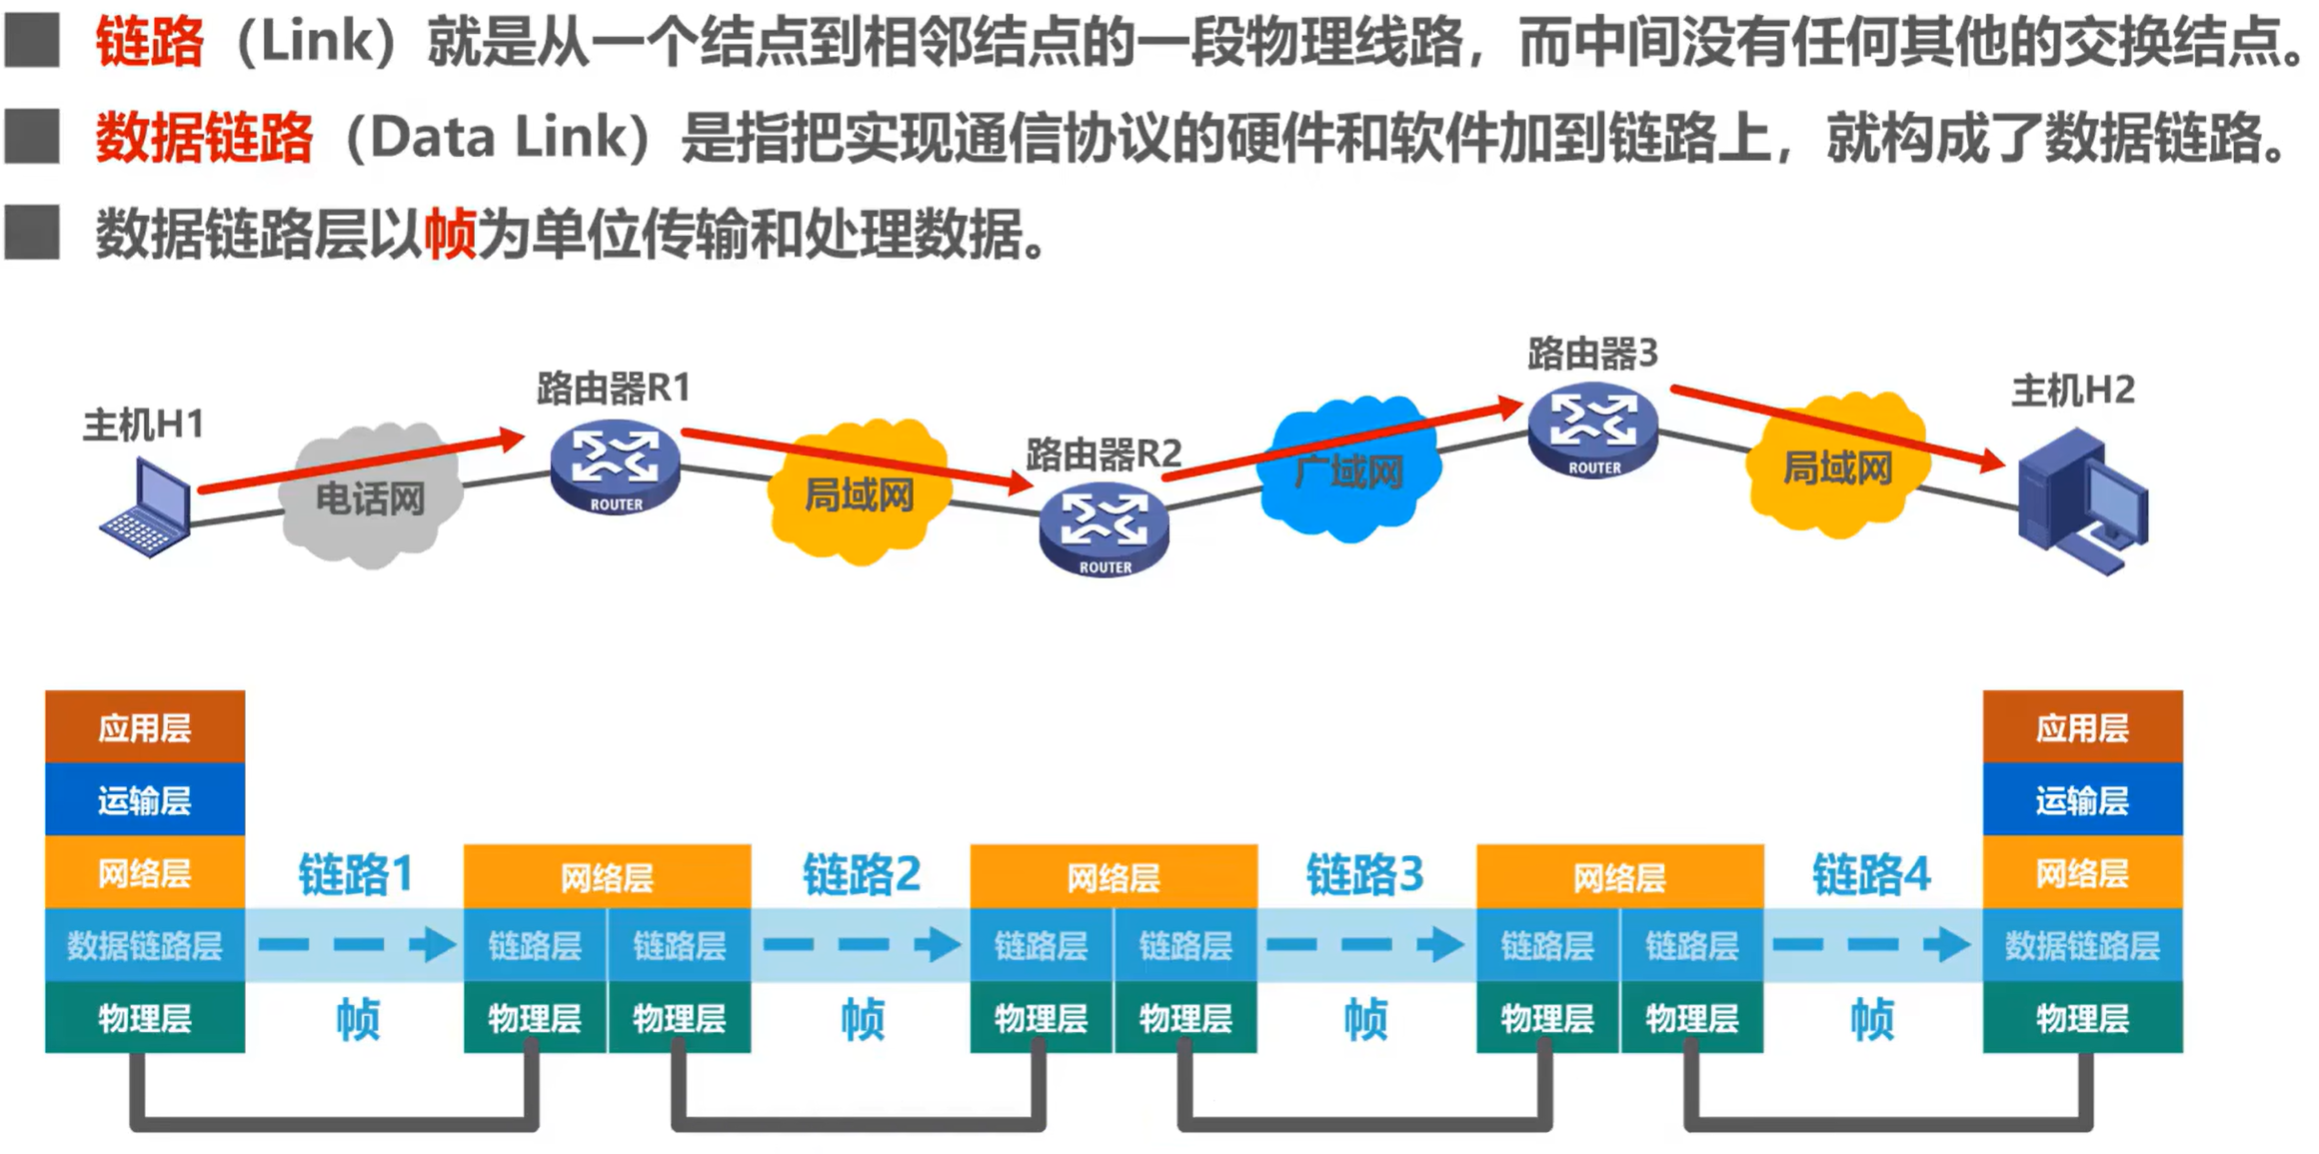 链路（Link）就是从一个结点到相邻结点的一段物理线路，而中间没有任何其他的交换结点。
数据链路（Data Link）是指把实现通信协议的硬件和软件加到链路上，就构成了数据链路。
数据链路层以帧为单位传输和处理数据。
主机H1
路由器R1
路由器R2
路由器3
主机H2
电话网
ROUTER
局域网
ROUTER
广域网
ROUTER
局域网
应用层
运输层
网络层
数据链路层
物理层
链路1
帧
网络层
链路层 链路层
物理层 物理层
链路2
帧
网络层
链路层 链路层
物理层 物理层
链路3
帧
网络层
链路层 链路层
物理层 物理层
链路4
帧
应用层
运输层
网络层
数据链路层
物理层